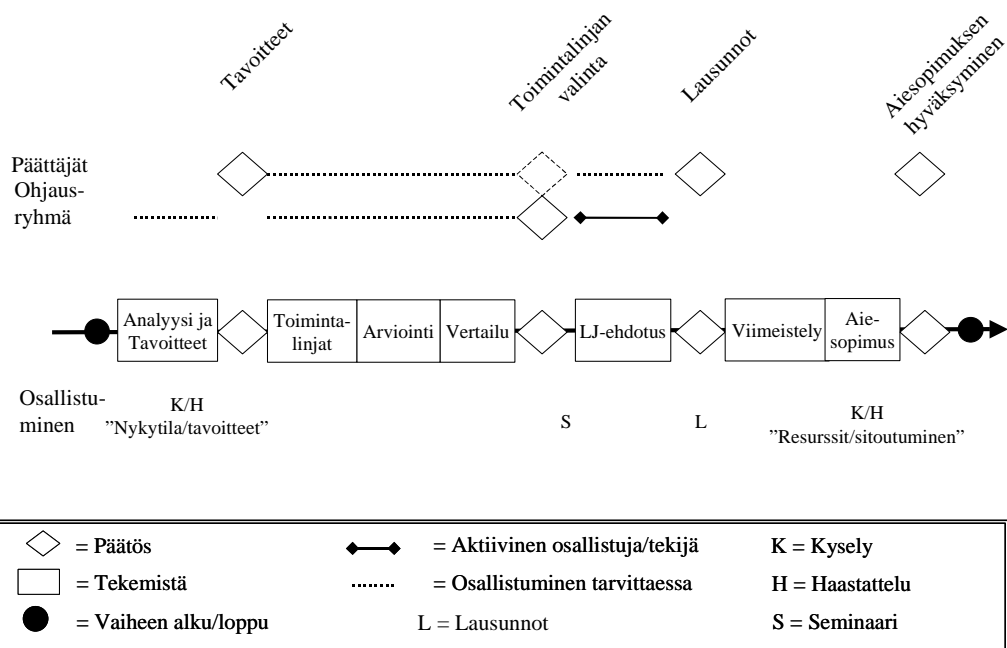 Tavoitteet
Toimintalinjan
valinta
Lausunnot
Aiesopimuksen
hyväksyminen
Päättäjät
Ohjaus-
ryhmä
Analyysi ja
Tavoitteet
Toiminta-
linjat
Arviointi
Vertailu
LJ-ehdotus
Viimeistely
Aie-
sopimus
Osallistu-
minen
K/H
”Nykytila/tavoitteet”
S
L
K/H
”Resurssit/sitoutuminen”
= Päätös
= Aktiivinen osallistuja/tekijä
K = Kysely
= Tekemistä
= Osallistuminen tarvittaessa
H = Haastattelu
= Vaiheen alku/loppu
L = Lausunnot
S = Seminaari